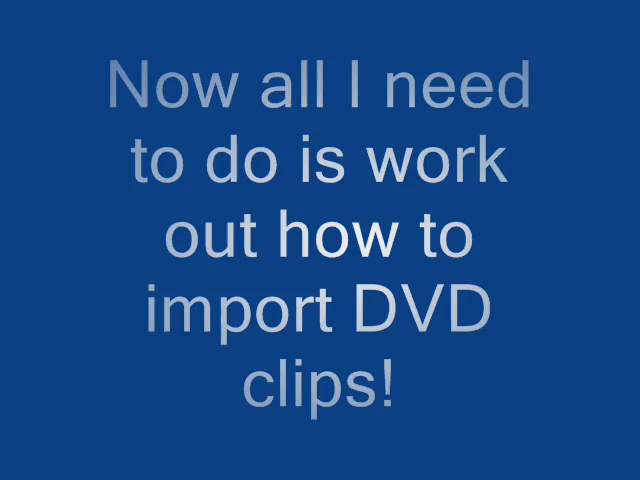 Now all I need
to do is work
out how to
import DVD
clips!